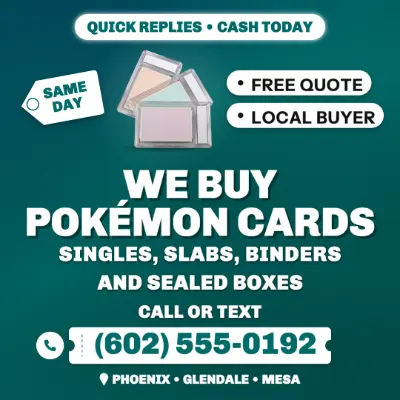 QUICK REPLIES • CASH TODAY
SAME
DAY
• FREE QUOTE
• LOCAL BUYER
WE BUY
POKÉMON CARDS
SINGLES, SLABS, BINDERS
AND SEALED BOXES
CALL OR TEXT
(602) 555-0192
PHOENIX • GLENDALE • MESA